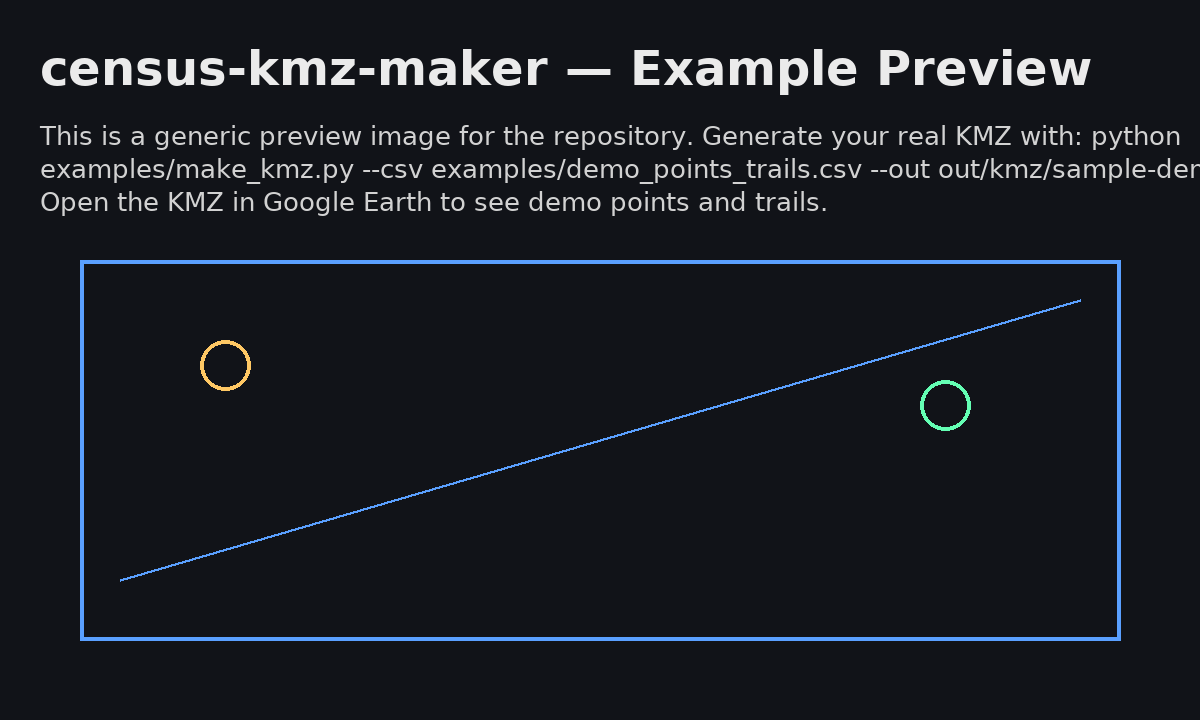 census-kmz-maker — Example Preview
This is a generic preview image for the repository. Generate your real KMZ with: python
examples/make_kmz.py --csv examples/demo_points_trails.csv --out out/kmz/sample-der
Open the KMZ in Google Earth to see demo points and trails.